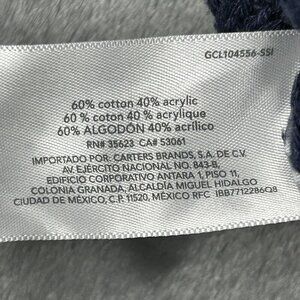 GCL104556-SSI
60% cotton 40% acrylic
60 % coton 40 % acrylique
60% ALGODÓN 40% acrílico
RN# 35623 CA# 53061
IMPORTADO POR: CARTERS BRANDS, S.A. DE C.V.
AV. EJÉRCITO NACIONAL NO. 843-B,
EDIFICIO CORPORATIVO ANTARA 1, PISO 11,
COLONIA GRANADA, ALCALDÍA MIGUEL HIDALGO
CIUDAD DE MÉXICO, C.P. 11520, MÉXICO RFC IBB7712286Q8